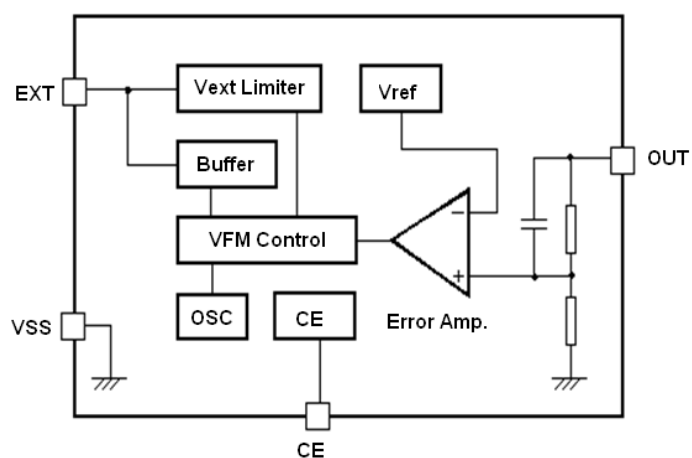 EXT
Vext Limiter
Vref
Buffer
OUT
VFM Control
−
+
OSC
CE
Error Amp.
VSS
CE